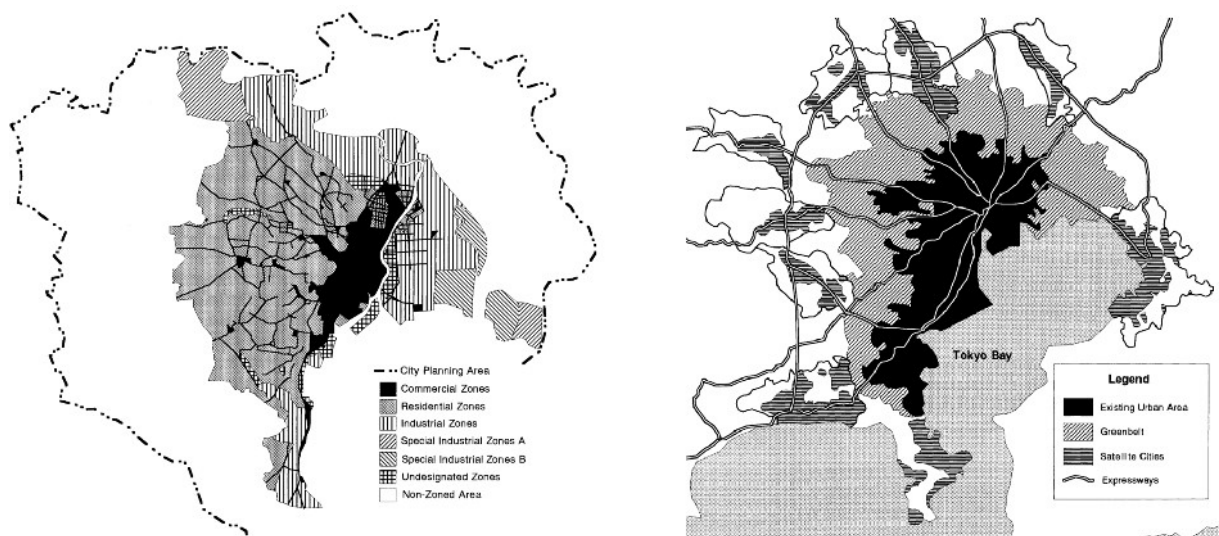 City Planning Area
Commercial Zones
Residential Zones
Industrial Zones
Special Industrial Zones A
Special Industrial Zones B
Undesignated Zones
Non-Zoned Area
Tokyo Bay
Legend
Existing Urban Area
Greenbelt
Satellite Cities
Expressways